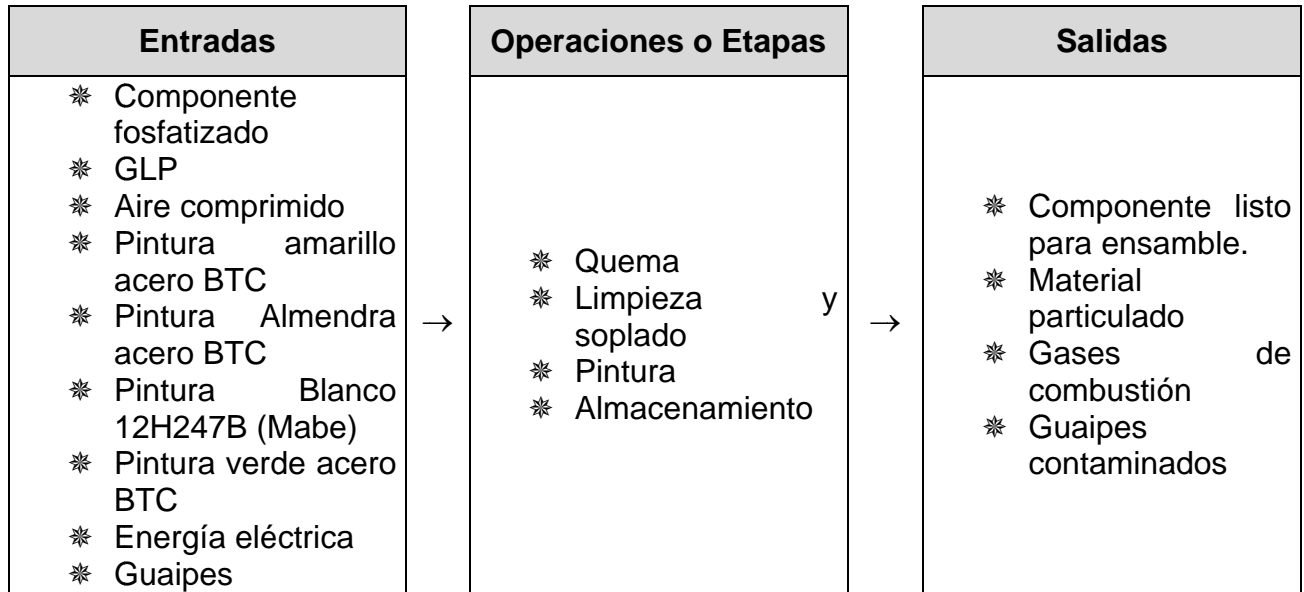 Entradas
✵ Componente
fosfatizado
✵ GLP
✵ Aire comprimido
✵ Pintura amarillo
acero BTC
✵ Pintura Almendra
acero BTC
✵ Pintura Blanco
12H247B (Mabe)
✵ Pintura verde acero
BTC
✵ Energía eléctrica
✵ Guaipes
→
Operaciones o Etapas
✵ Quema
✵ Limpieza y
soplado
✵ Pintura
✵ Almacenamiento
→
Salidas
✵ Componente listo
para ensamble.
✵ Material
particulado
✵ Gases de
combustión
✵ Guaipes
contaminados